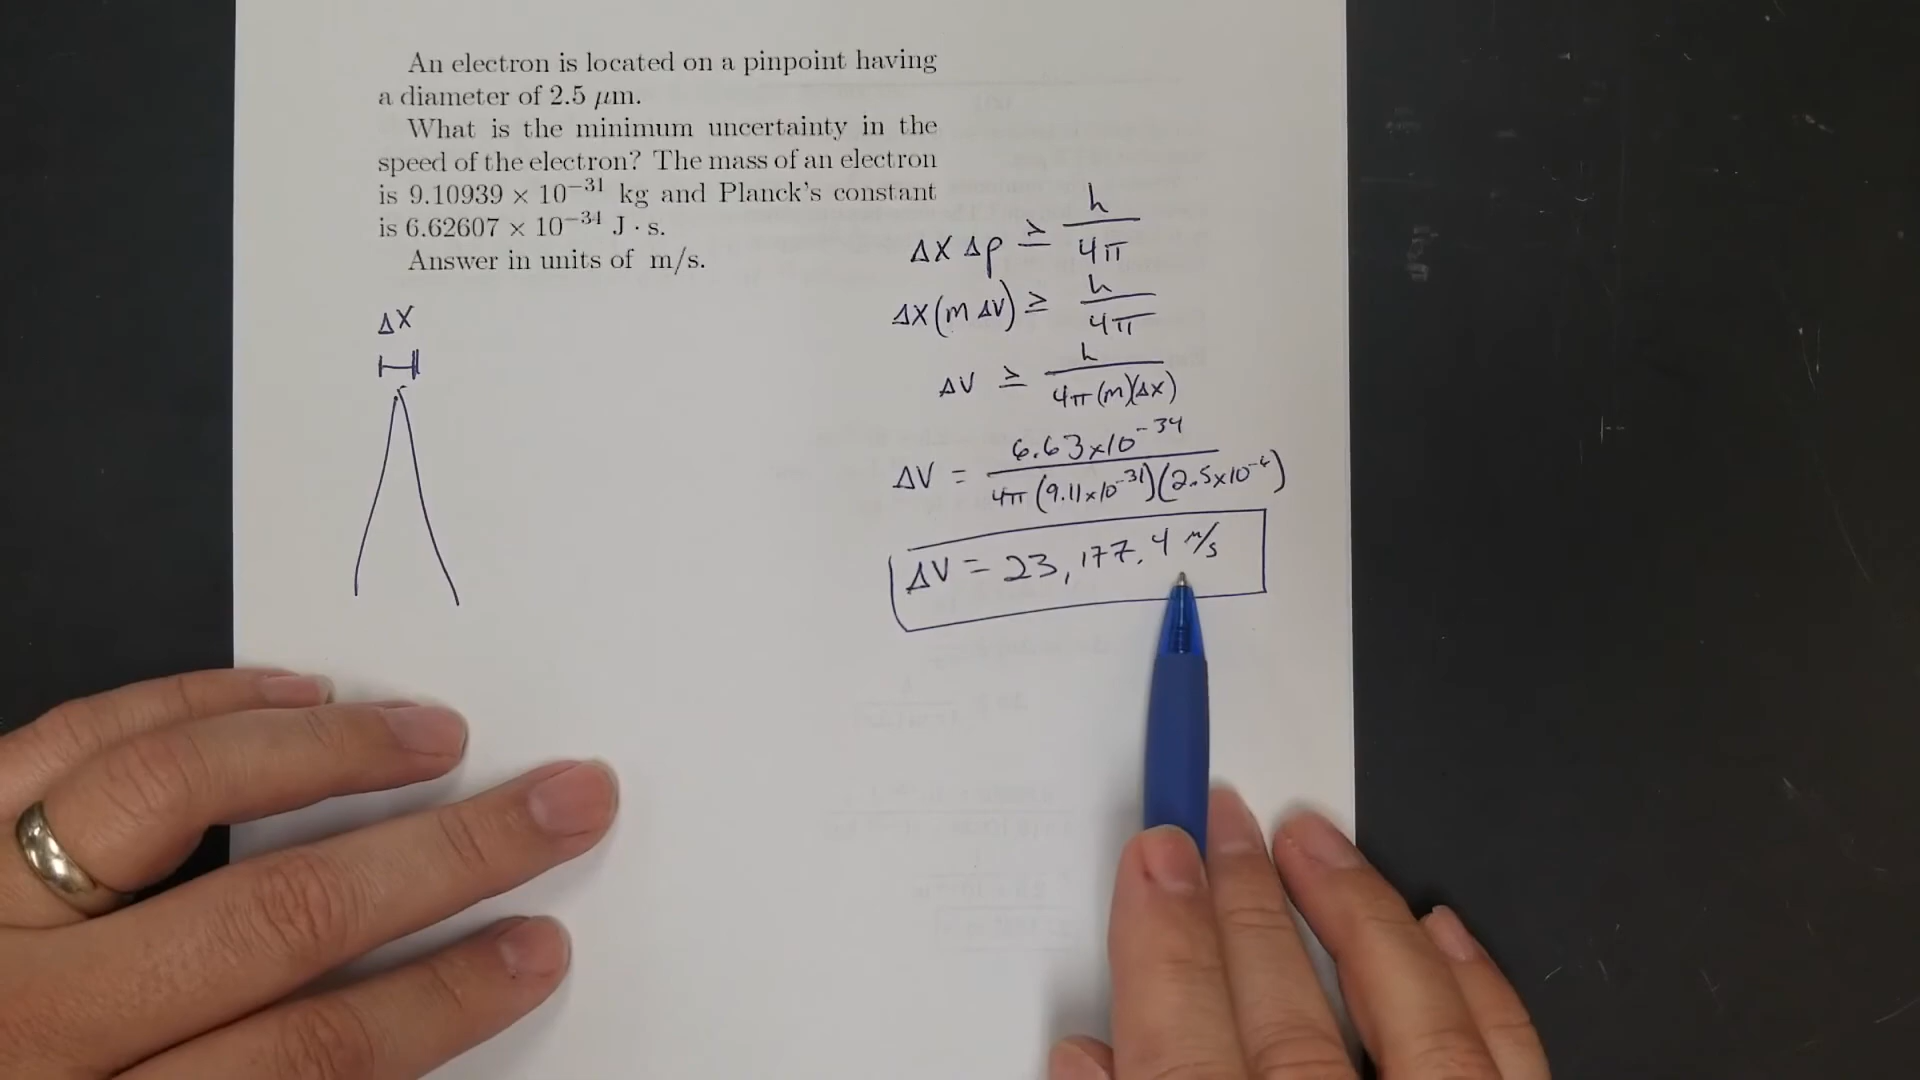 An electron is located on a pinpoint having
a diameter of 2.5 μm.
What is the minimum uncertainty in the
speed of the electron? The mass of an electron
is 9.10939 × 10⁻³¹ kg and Planck's constant
is 6.62607 × 10⁻³⁴ J · s.
Answer in units of m/s.
ΔX
ΔX Δp ≥ h / 4π
ΔX(m ΔV) ≥ h / 4π
ΔV ≥ h / 4π(m)(ΔX)
ΔV = 6.63×10⁻³⁴ / 4π(9.11×10⁻³¹)(2.5×10⁻⁶)
ΔV = 23,177.4 m/s